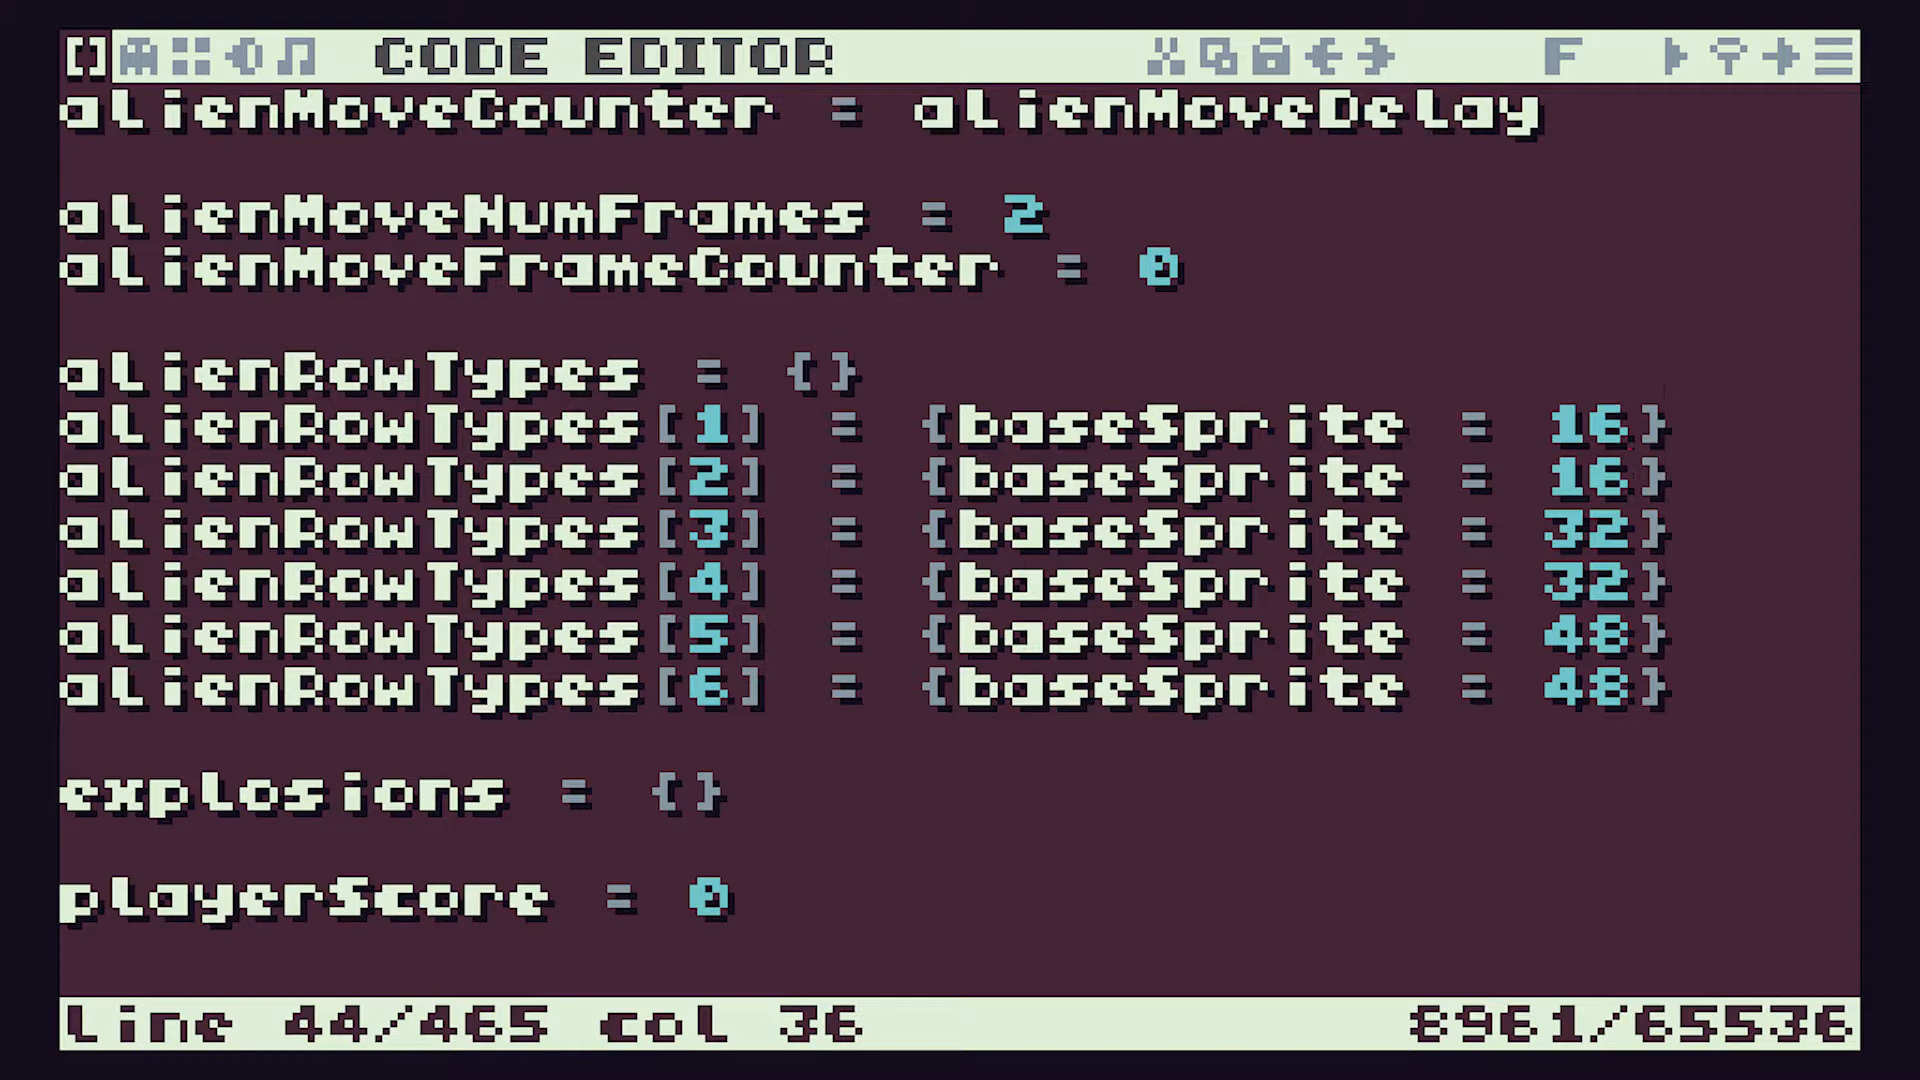 CODE EDITOR F
alienMoveCounter = alienMoveDelay
alienMoveNumFrames = 2
alienMoveFrameCounter = 0
alienRowTypes = {}
alienRowTypes[1] = {baseSprite = 16}
alienRowTypes[2] = {baseSprite = 16}
alienRowTypes[3] = {baseSprite = 32}
alienRowTypes[4] = {baseSprite = 32}
alienRowTypes[5] = {baseSprite = 48}
alienRowTypes[6] = {baseSprite = 48}
explosions = {}
playerScore = 0
line 44/465 col 36 8961/65536